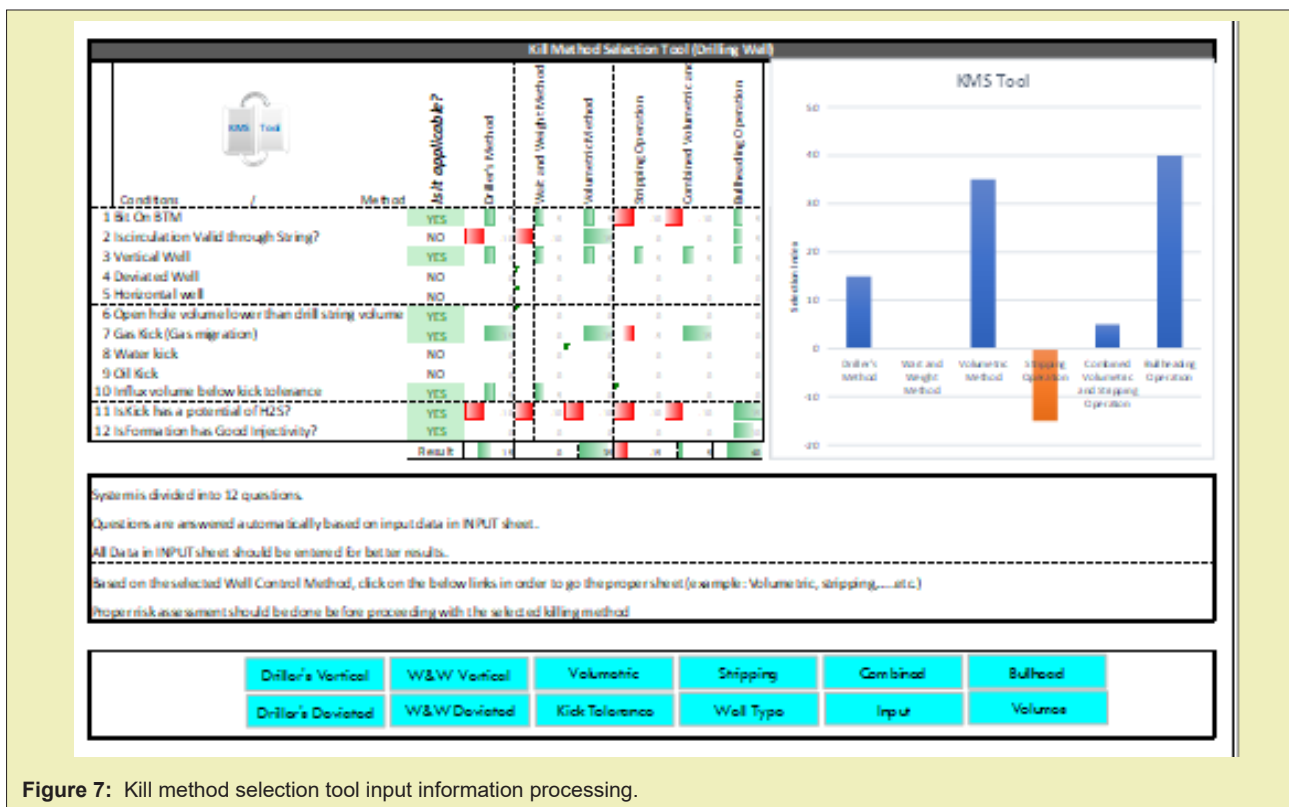 Kill Method Selection Tool (Drilling Well)
KMS Tool
Conditions / Method
Is it applicable?
Driller's Method
Wait and Weight Method
Volumetric Method
Stripping Operation
Combined Volumetric and
Bullheading Operation
1 Bit On BTM YES
2 Is circulation Valid through String? NO
3 Vertical Well YES
4 Deviated Well NO
5 Horizontal well NO
6 Open hole volume lower than drill string volume YES
7 Gas Kick (Gas migration) YES
8 Water kick NO
9 Oil Kick NO
10 Influx volume below kick tolerance YES
11 Is Kick has a potential of H2S? YES
12 Is Formation has Good Injectivity? YES
Result
KMS Tool
Selection Index
50
40
30
20
10
0
-10
-20
Driller's Method
Wait and Weight Method
Volumetric Method
Stripping Operation
Combined Volumetric and Stripping Operation
Bullheading Operation
System is divided into 12 questions.
Questions are answered automatically based on input data in INPUT sheet..
All Data in INPUT sheet should be entered for better results..
Based on the selected Well Control Method, click on the below links in order to go the proper sheet (example: Volumetric, stripping,.....etc.)
Proper risk assessment should be done before proceeding with the selected killing method
Driller's Vertical W&W Vertical Volumetric Stripping Combined Bullhead
Driller's Deviated W&W Deviated Kick Tolerance Well Type Input Volumes
Figure 7: Kill method selection tool input information processing.